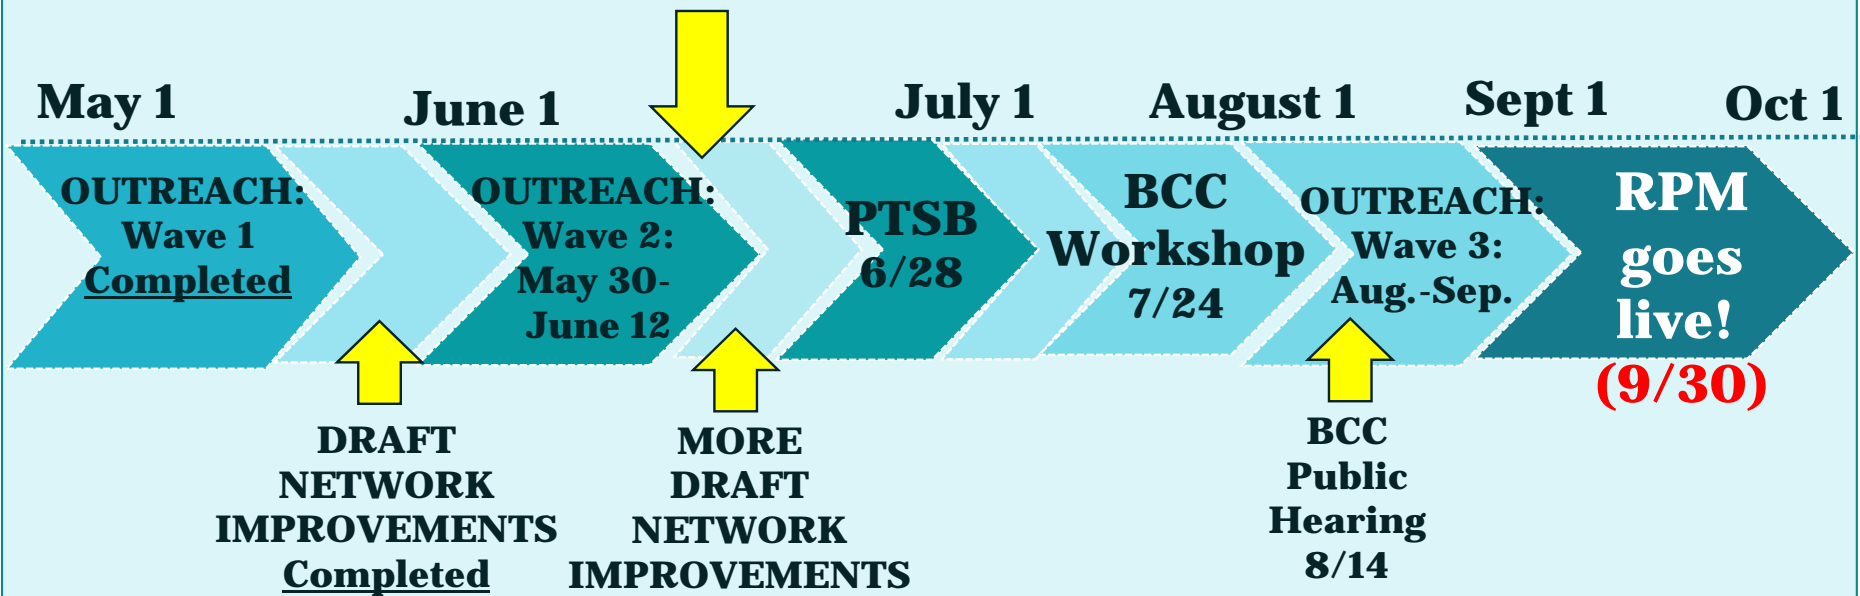 May 1
June 1
July 1
August 1
Sept 1
Oct 1
OUTREACH:
Wave 1
Completed
OUTREACH:
Wave 2:
May 30-
June 12
PTSB
6/28
BCC
Workshop
7/24
OUTREACH:
Wave 3:
Aug.-Sep.
RPM
goes
live!
(9/30)
DRAFT
NETWORK
IMPROVEMENTS
Completed
MORE
DRAFT
NETWORK
IMPROVEMENTS
BCC
Public
Hearing
8/14